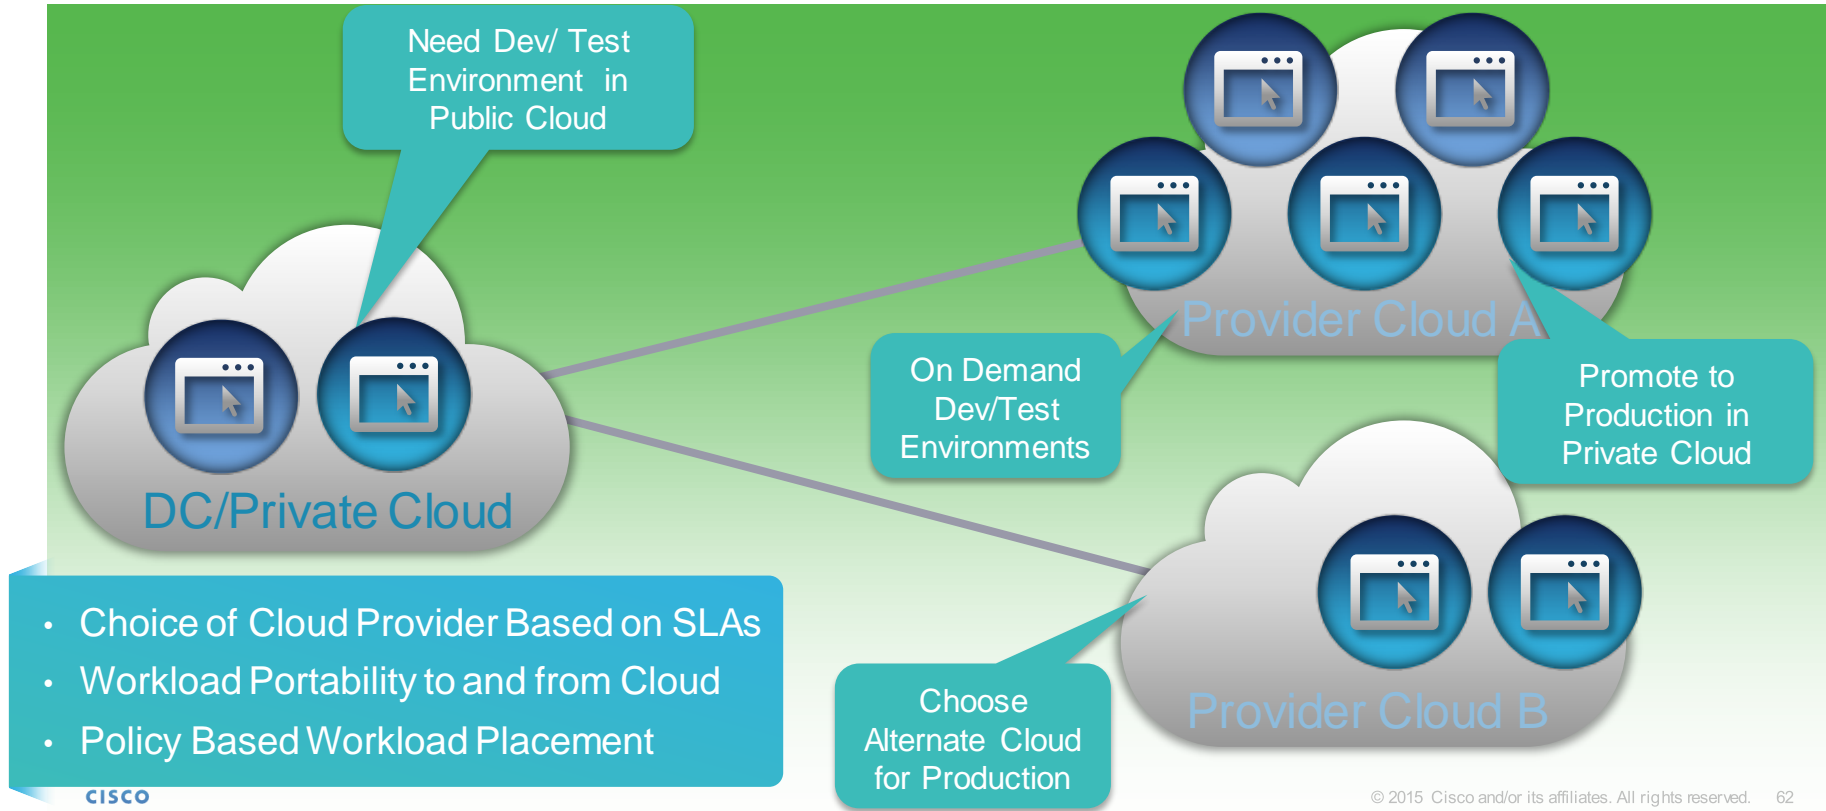 Need Dev/ Test
Environment in
Public Cloud
Provider Cloud A
On Demand
Dev/Test
Environments
Promote to
Production in
Private Cloud
DC/Private Cloud
• Choice of Cloud Provider Based on SLAs
• Workload Portability to and from Cloud
• Policy Based Workload Placement
Choose
Alternate Cloud
for Production
Provider Cloud B
CISCO
© 2015 Cisco and/or its affiliates. All rights reserved. 62